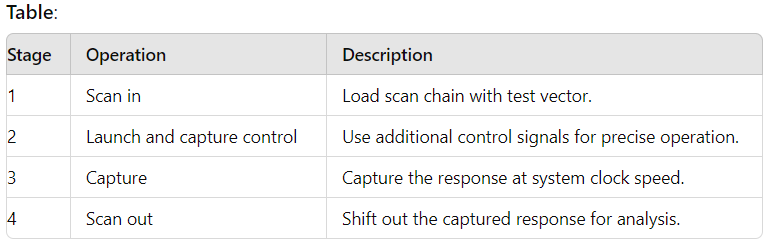 Table:
Stage Operation Description
1 Scan in Load scan chain with test vector.
2 Launch and capture control Use additional control signals for precise operation.
3 Capture Capture the response at system clock speed.
4 Scan out Shift out the captured response for analysis.